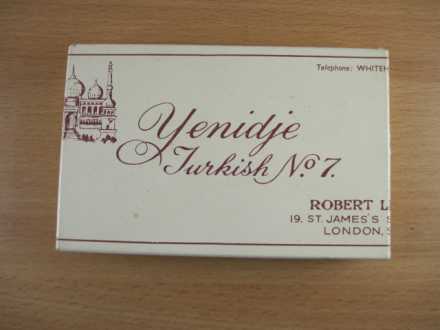 Telephone: WHITEH
Yenidje
Turkish No. 7.
ROBERT L
19. ST. JAMES'S S
LONDON, S